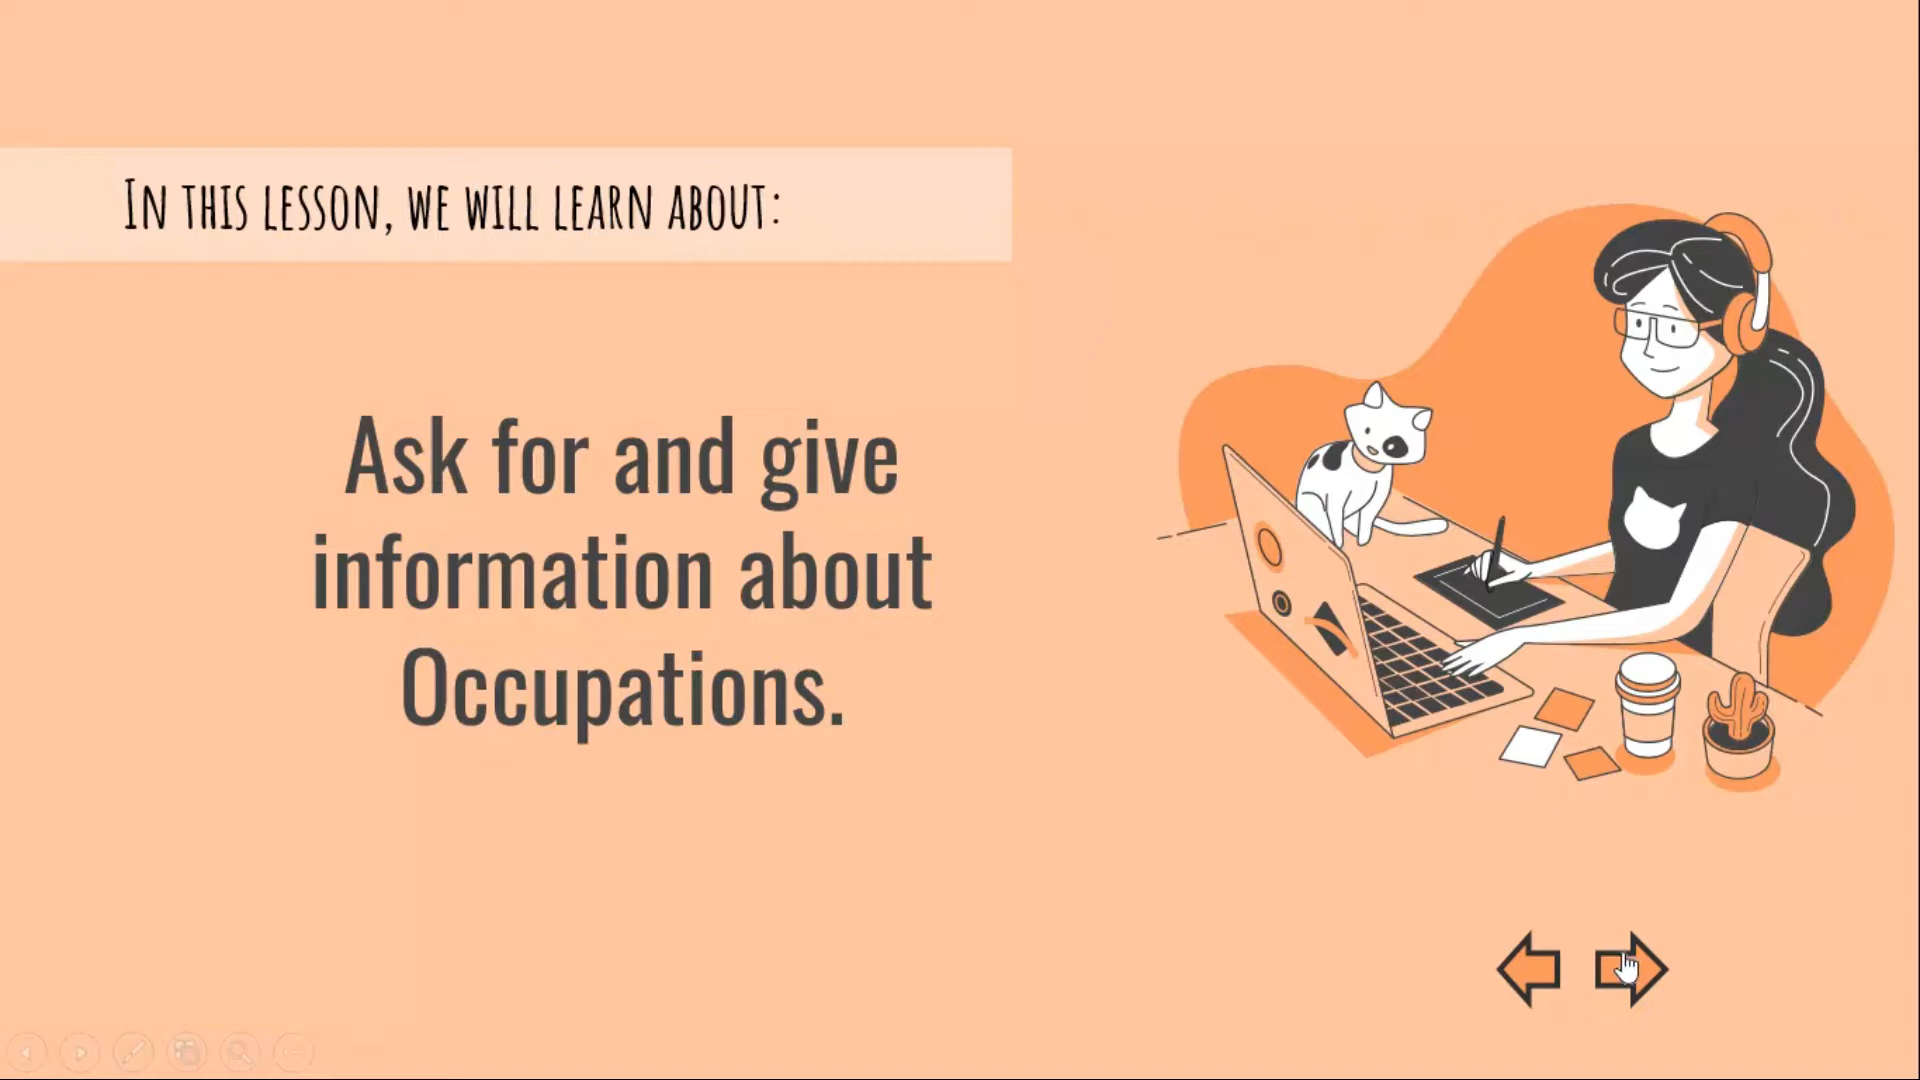 In this lesson, we will learn about:
Ask for and give
information about
Occupations.